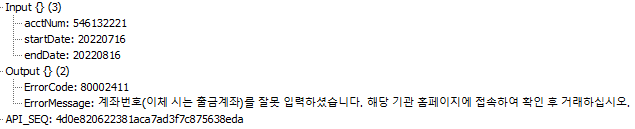 Input {} (3)
acctNum: 546132221
startDate: 20220716
endDate: 20220816
Output {} (2)
ErrorCode: 80002411
ErrorMessage: 계좌번호(이체 시는 출금계좌)를 잘못 입력하셨습니다. 해당 기관 홈페이지에 접속하여 확인 후 거래하십시오.
API_SEQ: 4d0e820622381aca7ad3f7c875638eda